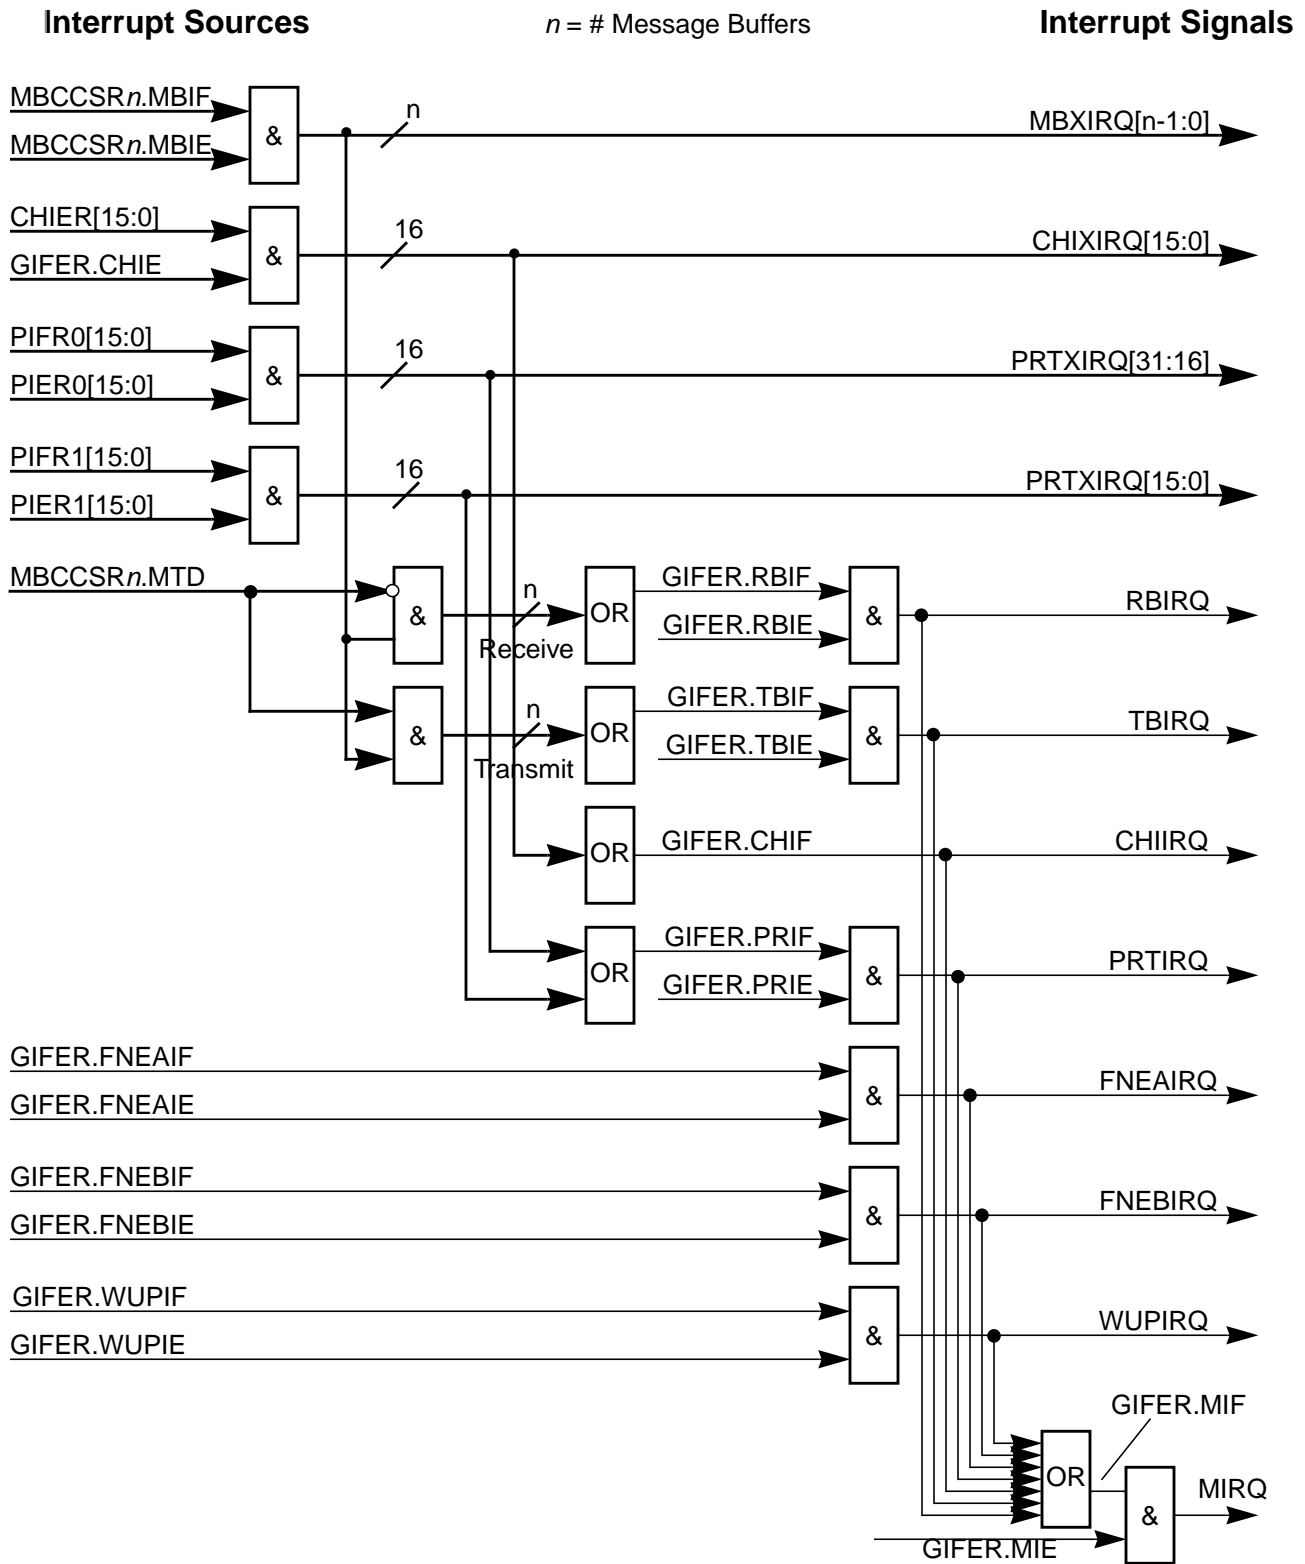 Interrupt Sources
n = # Message Buffers
Interrupt Signals
MBCCSRn.MBIF
MBCCSRn.MBIE
&
n
MBXIRQ[n-1:0]
CHIER[15:0]
GIFER.CHIE
&
16
CHIXIRQ[15:0]
PIFR0[15:0]
PIER0[15:0]
&
16
PRTXIRQ[31:16]
PIFR1[15:0]
PIER1[15:0]
&
16
PRTXIRQ[15:0]
MBCCSRn.MTD
&
n
Receive
OR
GIFER.RBIF
GIFER.RBIE
&
RBIRQ
&
n
Transmit
OR
GIFER.TBIF
GIFER.TBIE
&
TBIRQ
OR
GIFER.CHIF
CHIIRQ
OR
GIFER.PRIF
GIFER.PRIE
&
PRTIRQ
GIFER.FNEAIF
GIFER.FNEAIE
&
FNEAIRQ
GIFER.FNEBIF
GIFER.FNEBIE
&
FNEBIRQ
GIFER.WUPIF
GIFER.WUPIE
&
WUPIRQ
GIFER.MIF
OR
&
MIRQ
GIFER.MIE